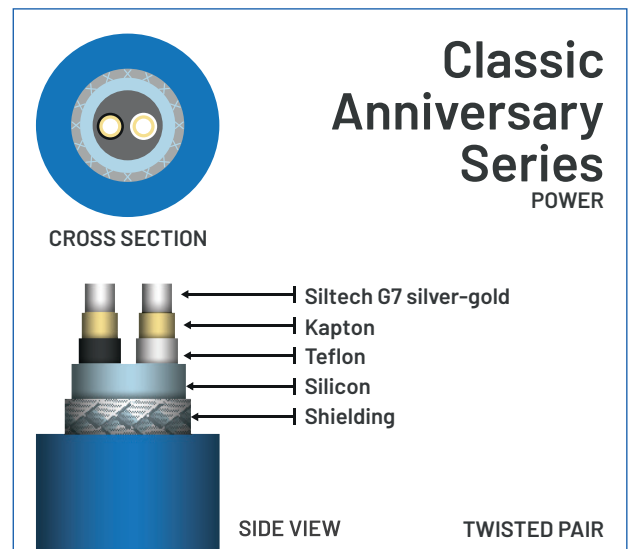 Classic
Anniversary
Series
POWER
CROSS SECTION
Siltech G7 silver-gold
Kapton
Teflon
Silicon
Shielding
SIDE VIEW
TWISTED PAIR